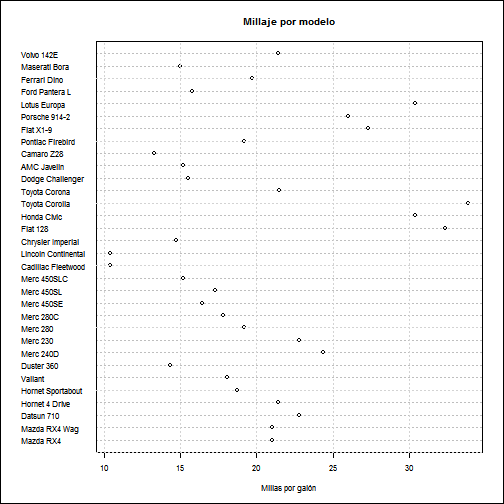 Millaje por modelo
Volvo 142E
Maserati Bora
Ferrari Dino
Ford Pantera L
Lotus Europa
Porsche 914-2
Fiat X1-9
Pontiac Firebird
Camaro Z28
AMC Javelin
Dodge Challenger
Toyota Corona
Toyota Corolla
Honda Civic
Fiat 128
Chrysler Imperial
Lincoln Continental
Cadillac Fleetwood
Merc 450SLC
Merc 450SL
Merc 450SE
Merc 280C
Merc 280
Merc 230
Merc 240D
Duster 360
Valiant
Hornet Sportabout
Hornet 4 Drive
Datsun 710
Mazda RX4 Wag
Mazda RX4
10 15 20 25 30
Millas por galón